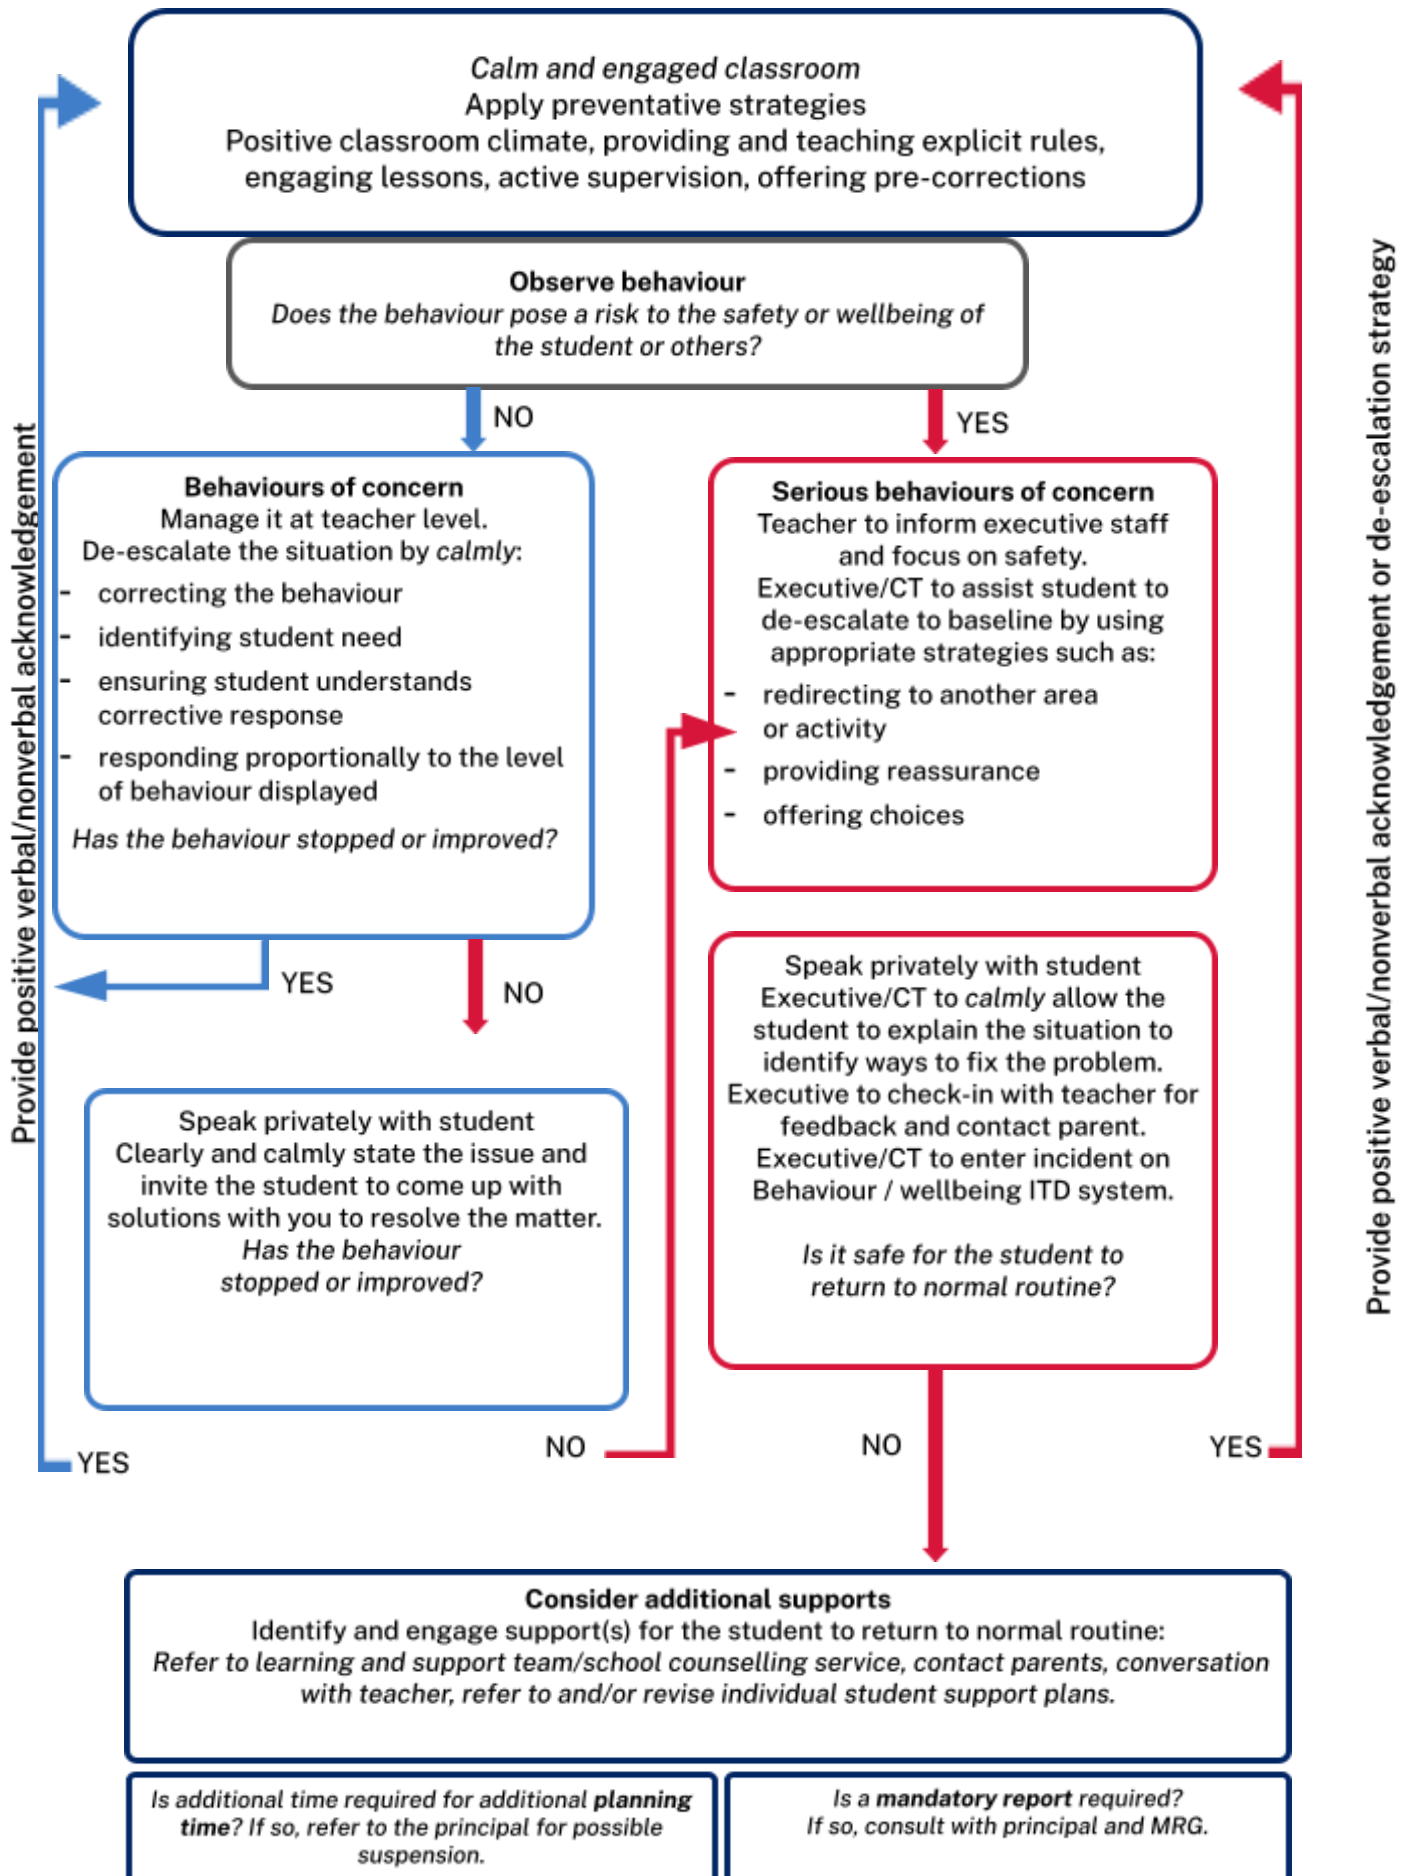 Calm and engaged classroom
Apply preventative strategies
Positive classroom climate, providing and teaching explicit rules,
engaging lessons, active supervision, offering pre-corrections
Observe behaviour
Does the behaviour pose a risk to the safety or wellbeing of
the student or others?
NO
YES
Behaviours of concern
Manage it at teacher level.
De-escalate the situation by calmly:
- correcting the behaviour
- identifying student need
- ensuring student understands
corrective response
- responding proportionally to the level
of behaviour displayed
Has the behaviour stopped or improved?
Serious behaviours of concern
Teacher to inform executive staff
and focus on safety.
Executive/CT to assist student to
de-escalate to baseline by using
appropriate strategies such as:
- redirecting to another area
or activity
- providing reassurance
- offering choices
YES
NO
Speak privately with student
Clearly and calmly state the issue and
invite the student to come up with
solutions with you to resolve the matter.
Has the behaviour
stopped or improved?
Speak privately with student
Executive/CT to calmly allow the
student to explain the situation to
identify ways to fix the problem.
Executive to check-in with teacher for
feedback and contact parent.
Executive/CT to enter incident on
Behaviour / wellbeing ITD system.
Is it safe for the student to
return to normal routine?
YES
NO
NO
YES
Provide positive verbal/nonverbal acknowledgement
Provide positive verbal/nonverbal acknowledgement or de-escalation strategy
Consider additional supports
Identify and engage support(s) for the student to return to normal routine:
Refer to learning and support team/school counselling service, contact parents, conversation
with teacher, refer to and/or revise individual student support plans.
Is additional time required for additional planning
time? If so, refer to the principal for possible
suspension.
Is a mandatory report required?
If so, consult with principal and MRG.